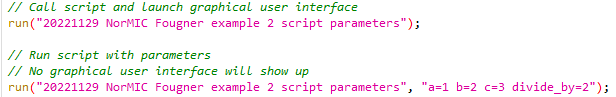 // Call script and launch graphical user interface
run("20221129 NorMIC Fougner example 2 script parameters");
// Run script with parameters
// No graphical user interface will show up
run("20221129 NorMIC Fougner example 2 script parameters", "a=1 b=2 c=3 divide_by=2");